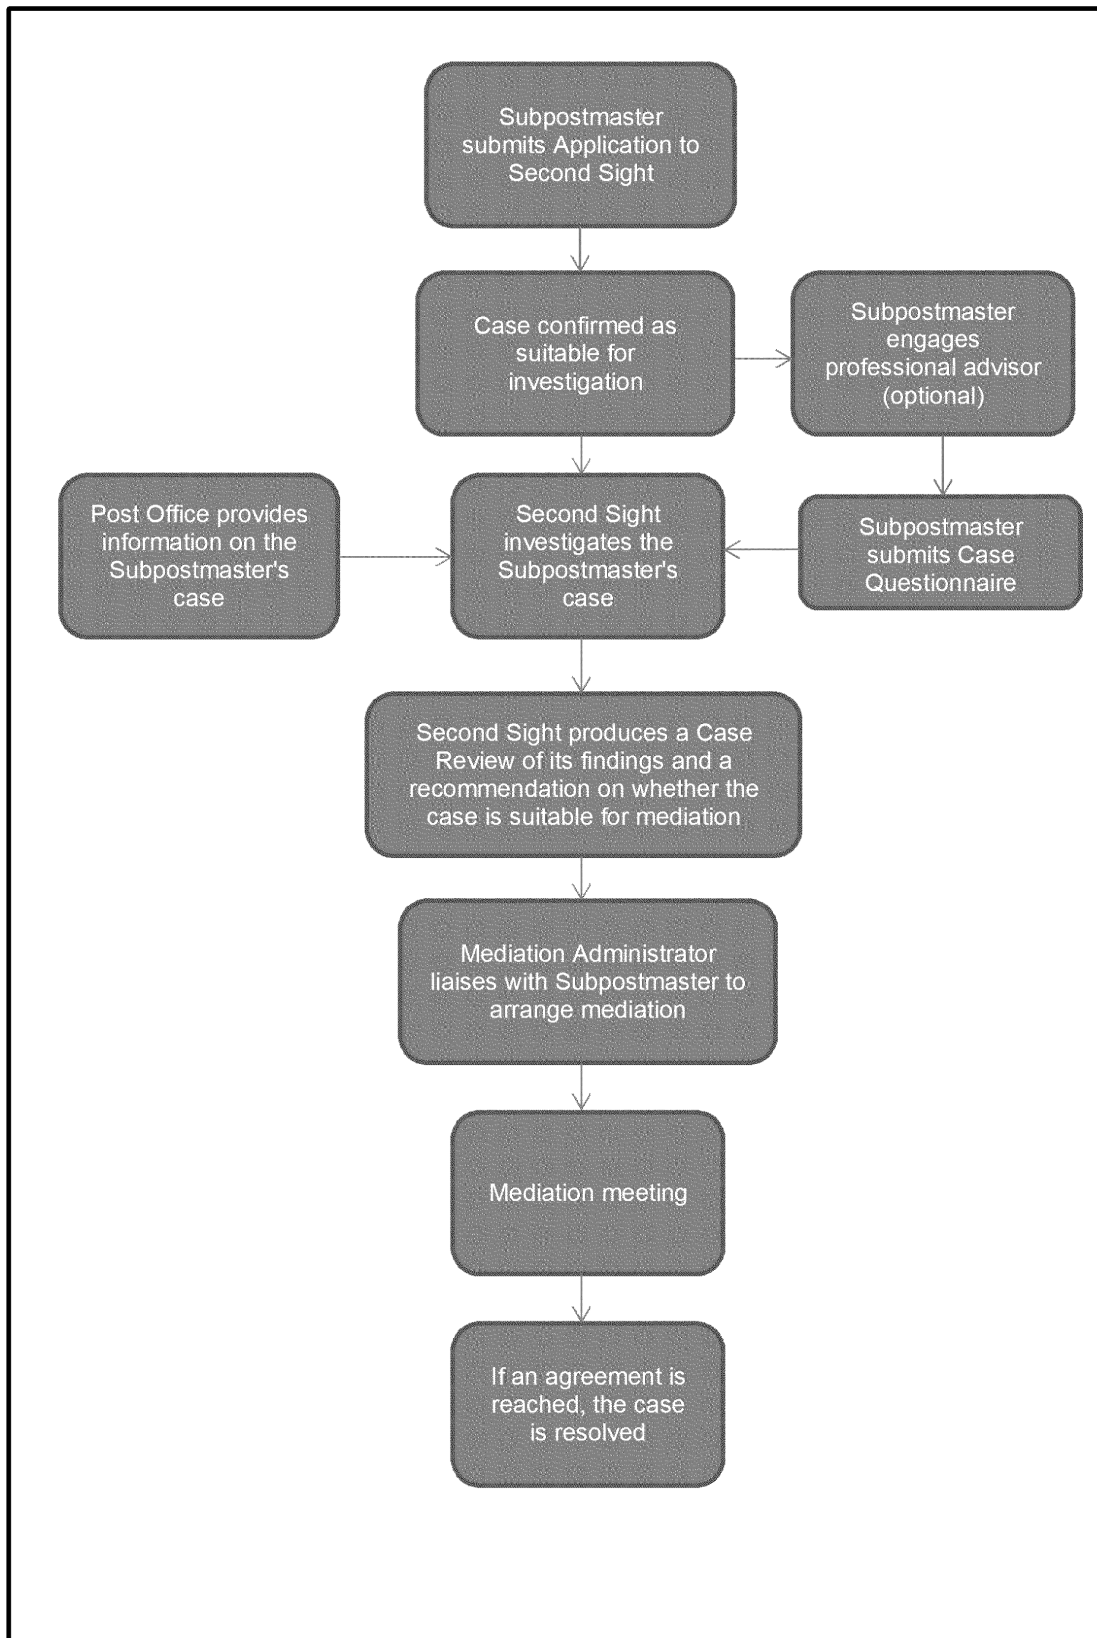 Subpostmaster
submits Application to
Second Sight
Case confirmed as
suitable for
investigation
Subpostmaster
engages
professional advisor
(optional)
Post Office provides
information on the
Subpostmaster's
case
Second Sight
investigates the
Subpostmaster's
case
Subpostmaster
submits Case
Questionnaire
Second Sight produces a Case
Review of its findings and a
recommendation on whether the
case is suitable for mediation
Mediation Administrator
liaises with Subpostmaster to
arrange mediation
Mediation meeting
If an agreement is
reached, the case
is resolved